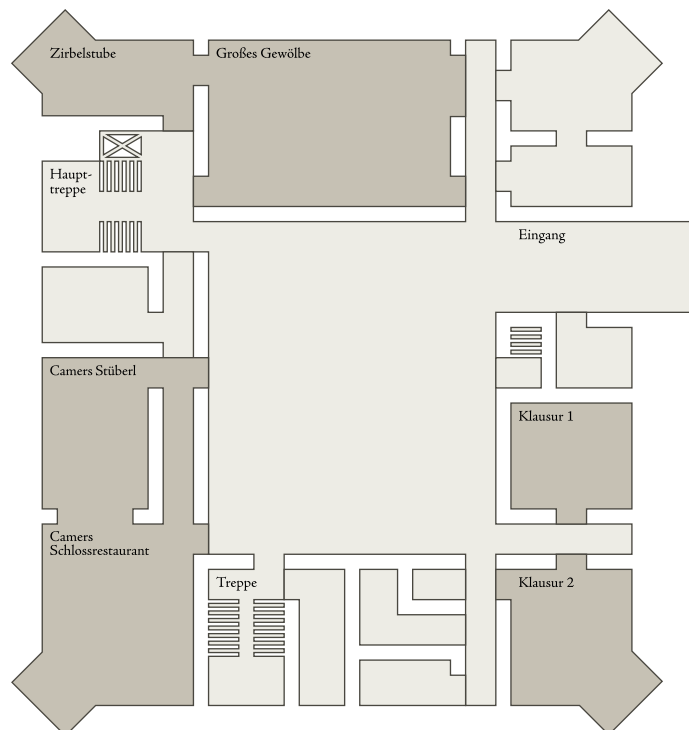 Zirbelstube
Großes Gewölbe
Haupt-
treppe
Eingang
Camers Stüberl
Klausur 1
Camers
Schlossrestaurant
Treppe
Klausur 2